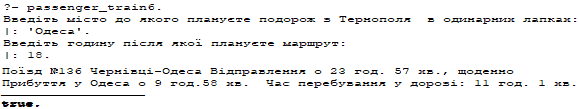 ?- passenger_train6.
Введіть місто до якого плануєте подорож в Тернополя  в одинарних лапках:
|: 'Одеса'.
Введіть годину після якої плануєте маршрут:
|: 18.
Поїзд №136 Чернівці-Одеса Відправлення о 23 год. 57 хв., щоденно
Прибуття у Одеса о 9 год.58 хв.  Час перебування у дорозі: 11 год. 1 хв.
true.